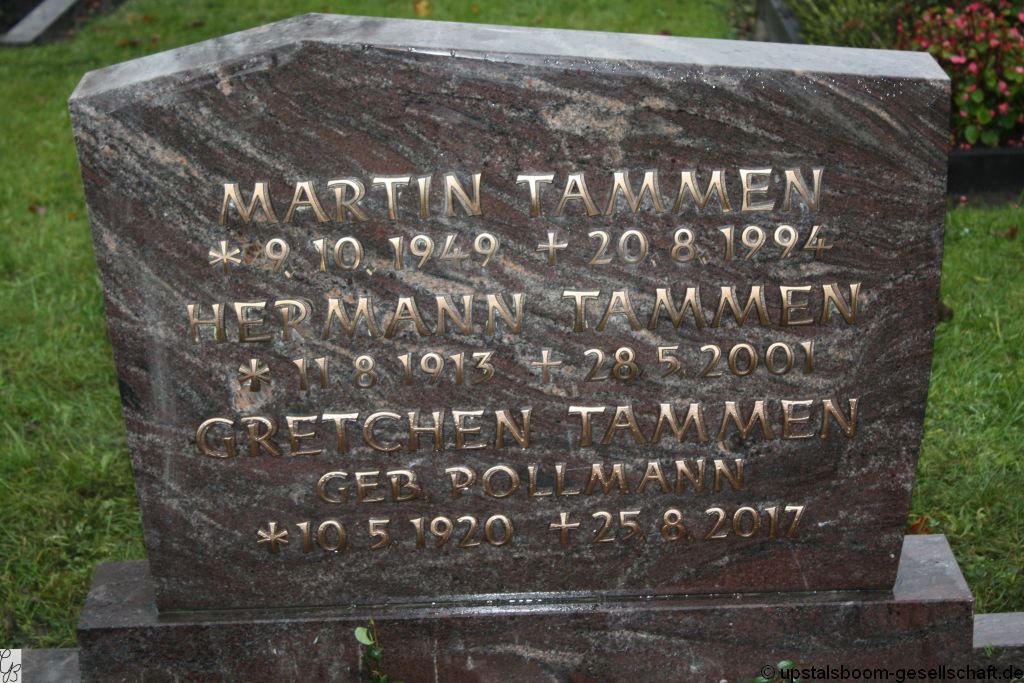 MARTIN TAMMEN
* 9. 10. 1949 + 20. 8. 1994
HERMANN TAMMEN
* 11. 8. 1913 + 28. 5. 2001
GRETCHEN TAMMEN
GEB. POLLMANN
* 10. 5. 1920 + 25. 8. 2017
© upstalsboom-gesellschaft.de